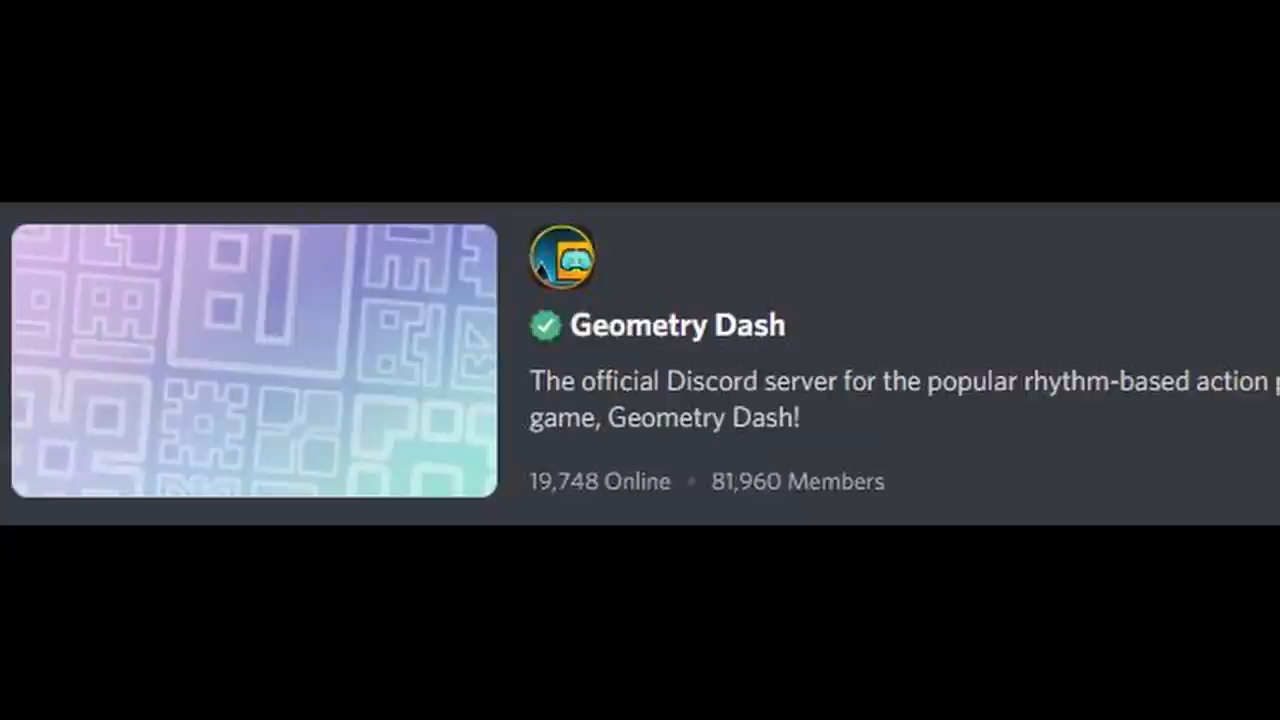 Geometry Dash
The official Discord server for the popular rhythm-based action
game, Geometry Dash!
19,748 Online • 81,960 Members